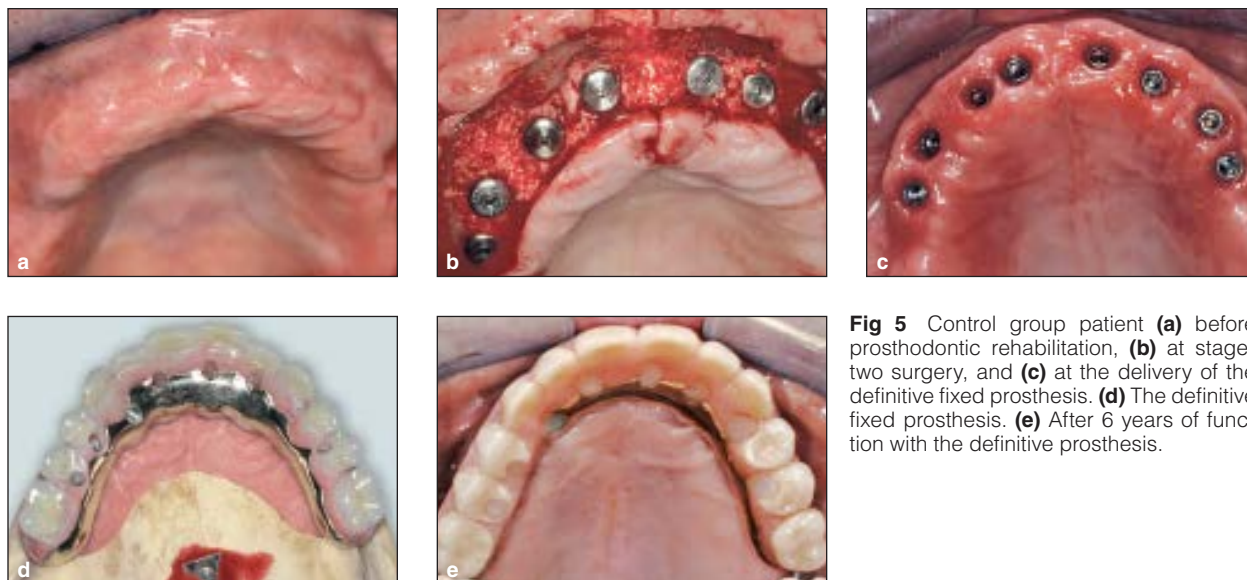 a
b
c
d
e
Fig 5 Control group patient (a) before
prosthodontic rehabilitation, (b) at stage-
two surgery, and (c) at the delivery of the
definitive fixed prosthesis. (d) The definitive
fixed prosthesis. (e) After 6 years of func-
tion with the definitive prosthesis.